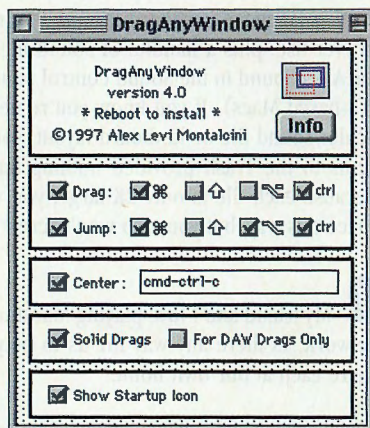 DragAnyWindow
DragAnyWindow
version 4.0
* Reboot to install *
©1997 Alex Levi Montalcini
Info
Drag: ⌘ ⇧ ⌥ ctrl
Jump: ⌘ ⇧ ⌥ ctrl
Center: cmd-ctrl-c
Solid Drags For DAW Drags Only
Show Startup Icon